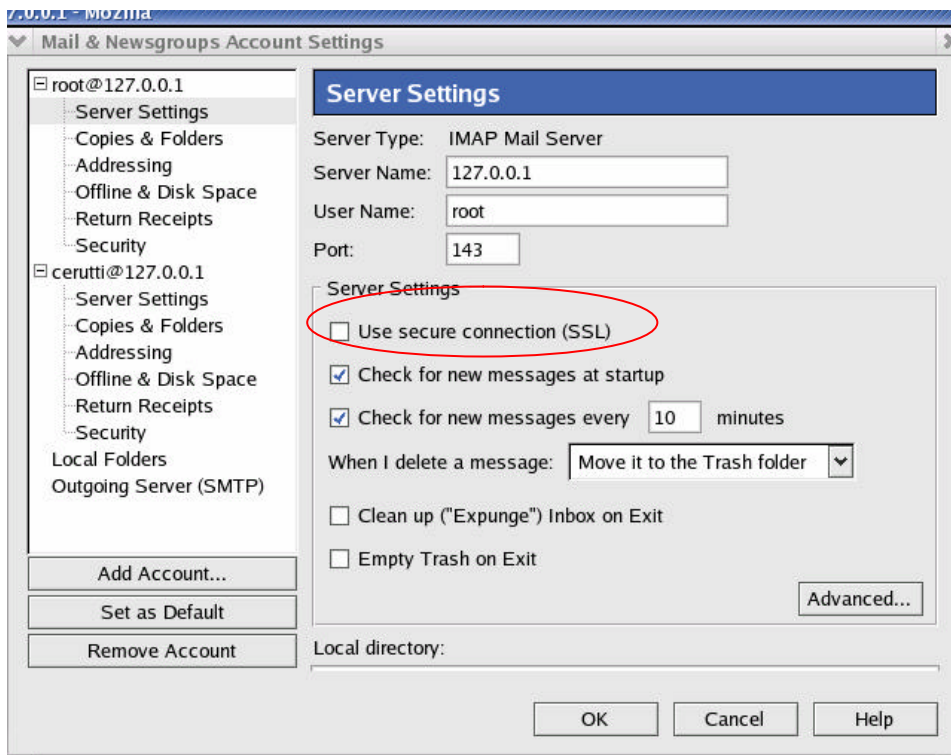 7.0.0.1 - Mozilla
Mail & Newsgroups Account Settings
root@127.0.0.1
Server Settings
Copies & Folders
Addressing
Offline & Disk Space
Return Receipts
Security
cerutti@127.0.0.1
Server Settings
Copies & Folders
Addressing
Offline & Disk Space
Return Receipts
Security
Local Folders
Outgoing Server (SMTP)
Add Account...
Set as Default
Remove Account
Server Settings
Server Type: IMAP Mail Server
Server Name: 127.0.0.1
User Name: root
Port: 143
Server Settings
Use secure connection (SSL)
Check for new messages at startup
Check for new messages every 10 minutes
When I delete a message: Move it to the Trash folder
Clean up ("Expunge") Inbox on Exit
Empty Trash on Exit
Advanced...
Local directory:
OK Cancel Help